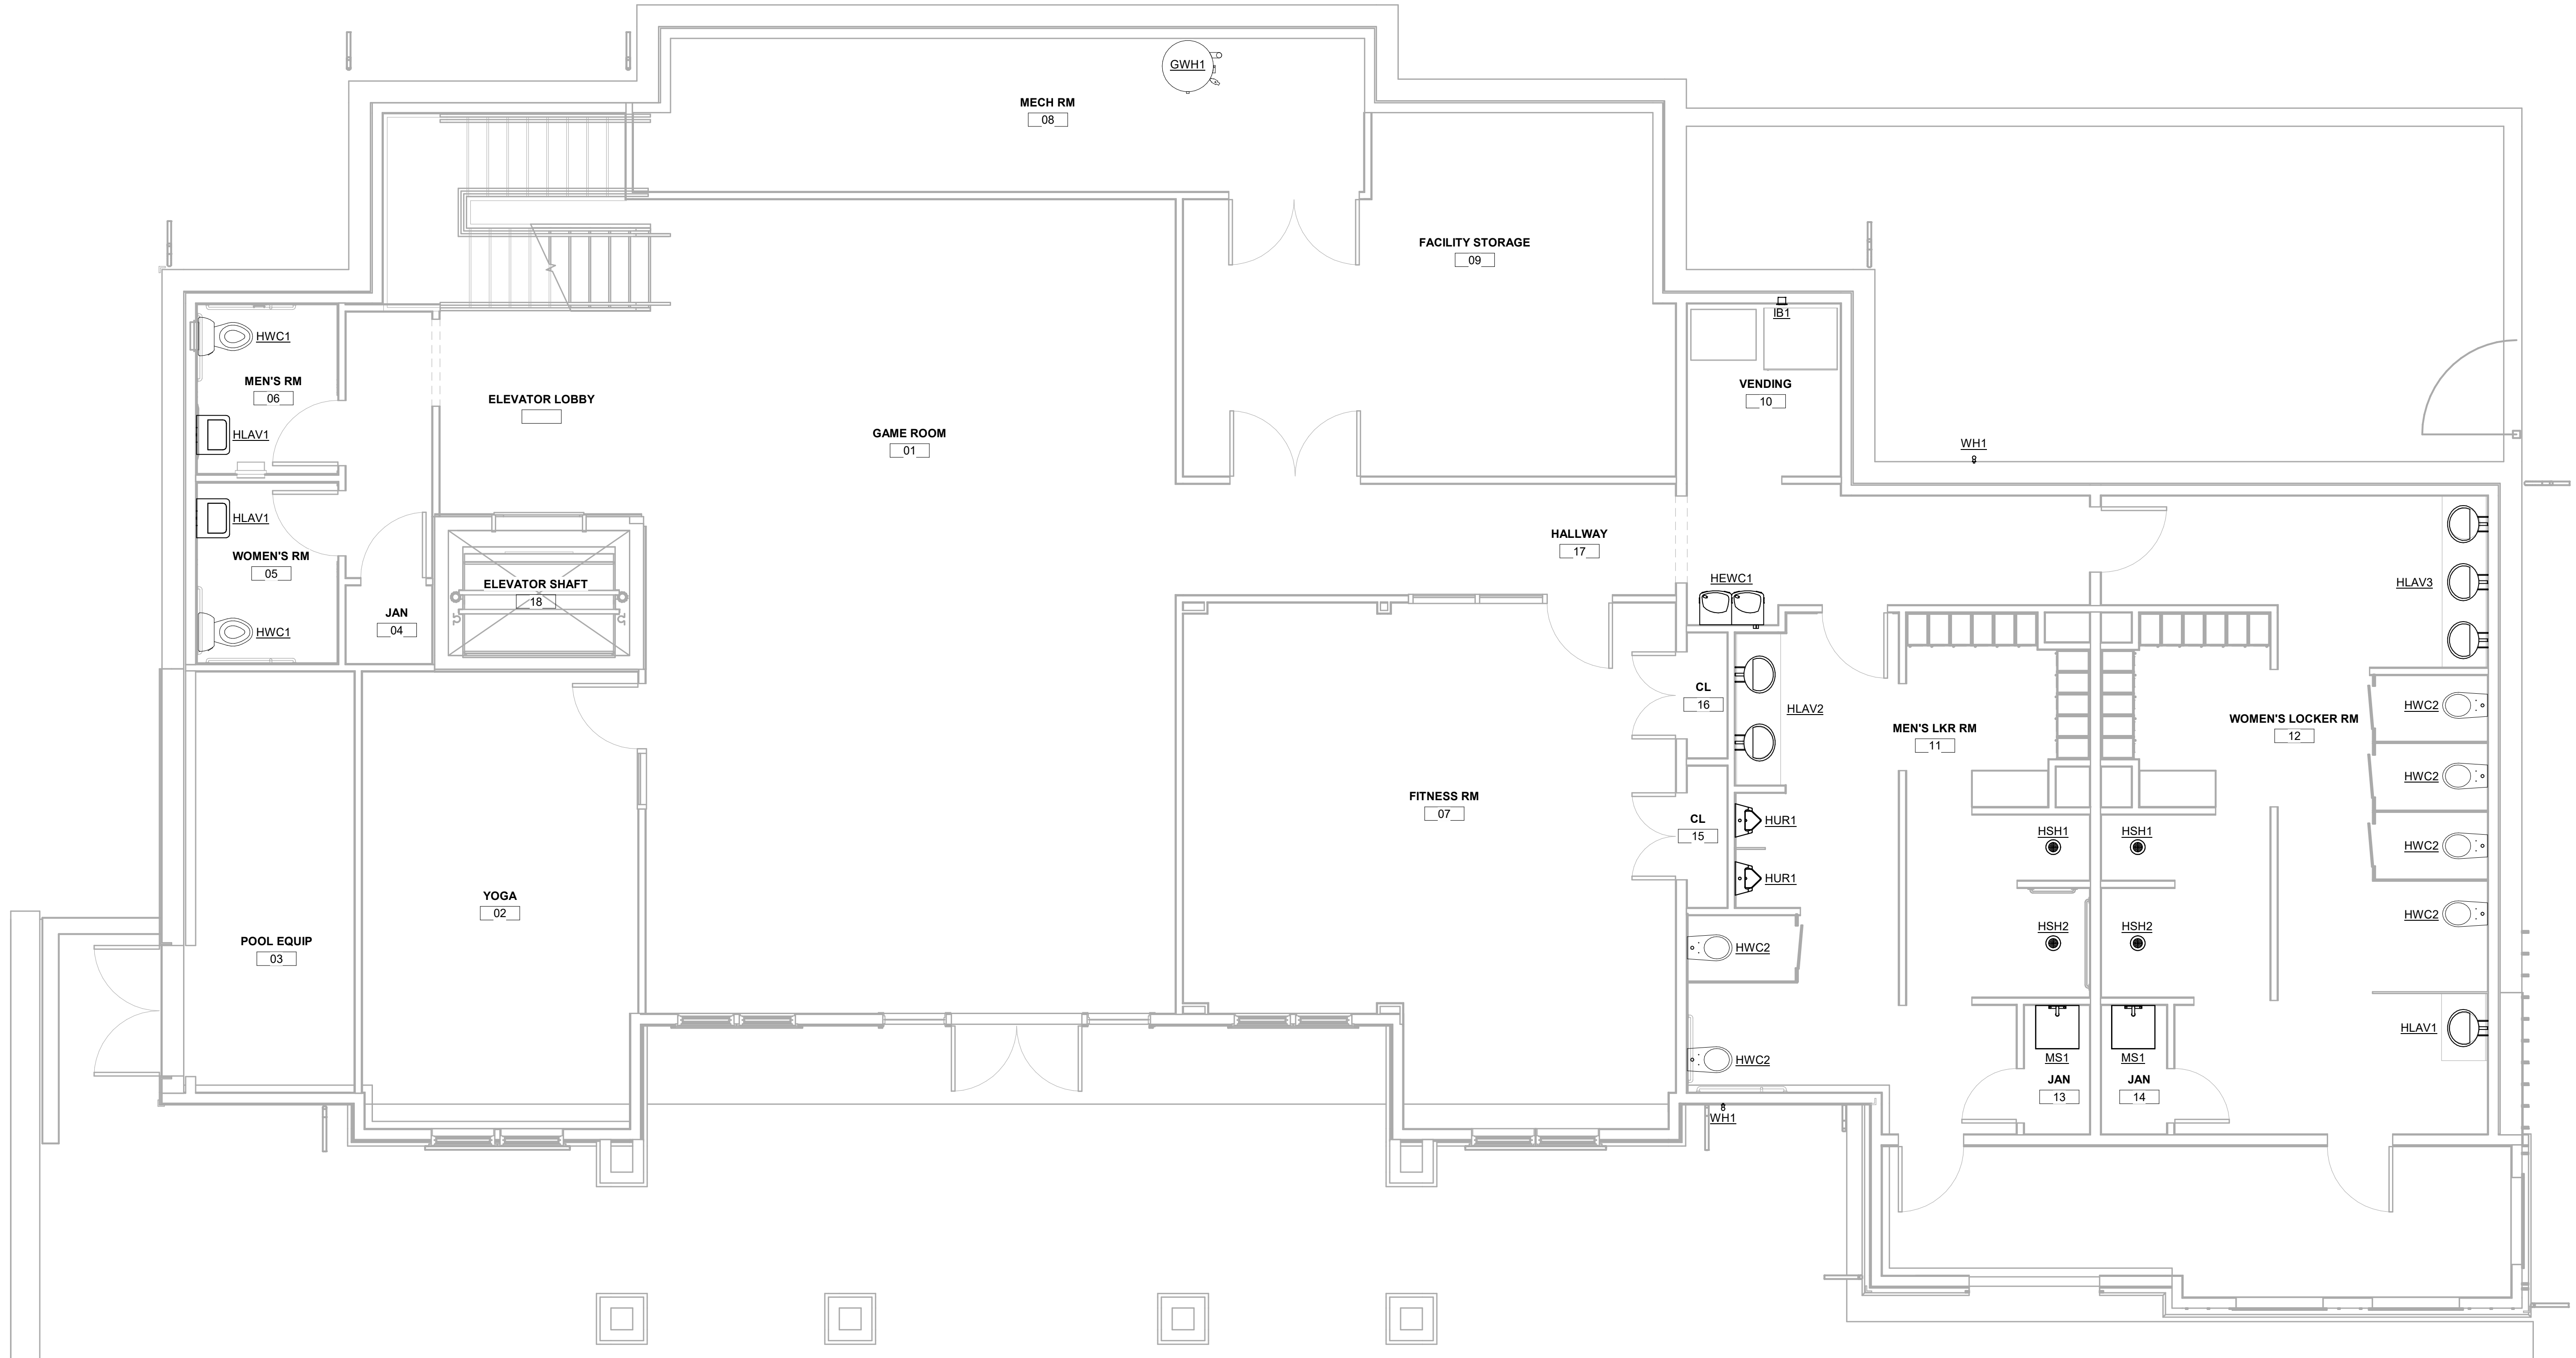 GWH1
MECH RM
08
FACILITY STORAGE
09
IB1
HWC1
MEN'S RM
06
VENDING
10
ELEVATOR LOBBY
HLAV1
GAME ROOM
01
WH1
HLAV1
WOMEN'S RM
05
HWC1
ELEVATOR SHAFT
18
JAN
04
HALLWAY
17
HEWC1
HLAV3
CL
16
HLAV2
MEN'S LKR RM
11
WOMEN'S LOCKER RM
12
HWC2
HWC2
HWC2
HWC2
FITNESS RM
07
CL
15
HUR1
HUR1
HSH1
HSH1
HSH2
HSH2
YOGA
02
POOL EQUIP
03
HWC2
HWC2
HLAV1
MS1
MS1
JAN
13
JAN
14
WH1